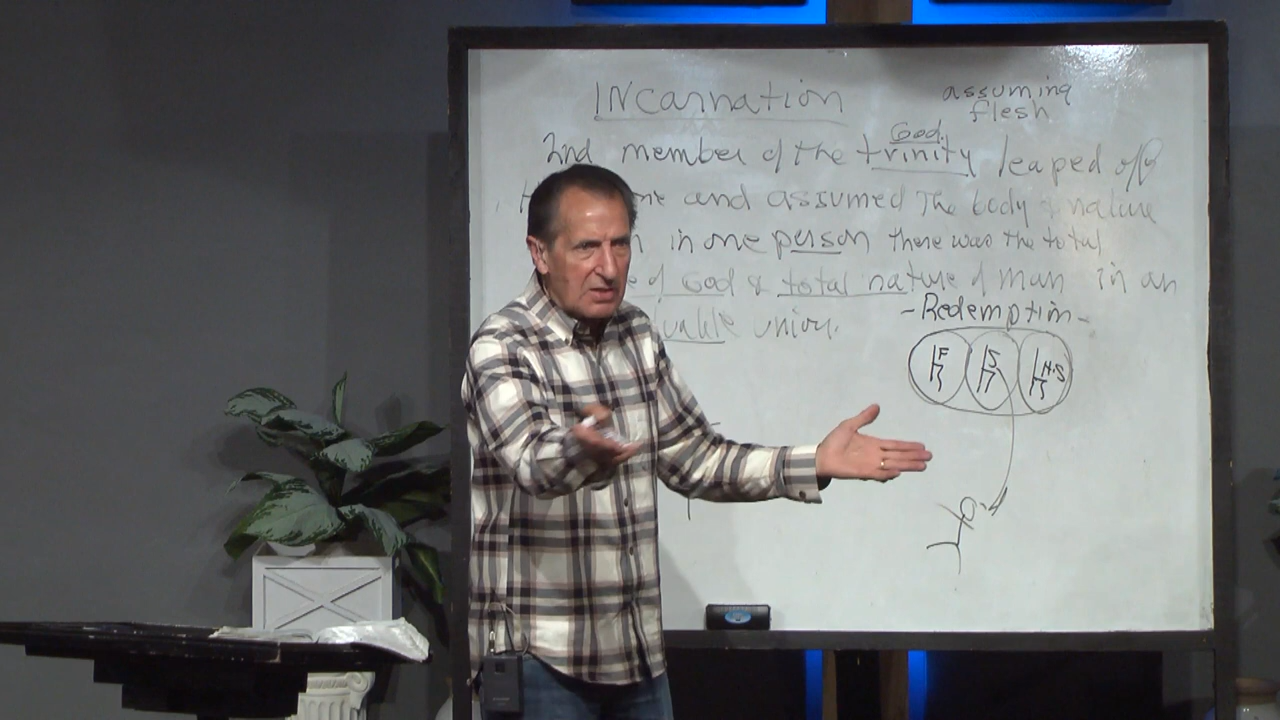 INCarnation
assuming
flesh
God.
2nd member of the trinity leaped off
and assumed The body & nature
in one person there was the total
of God & total nature of man in an
union.
-Redemption-
F S H.S